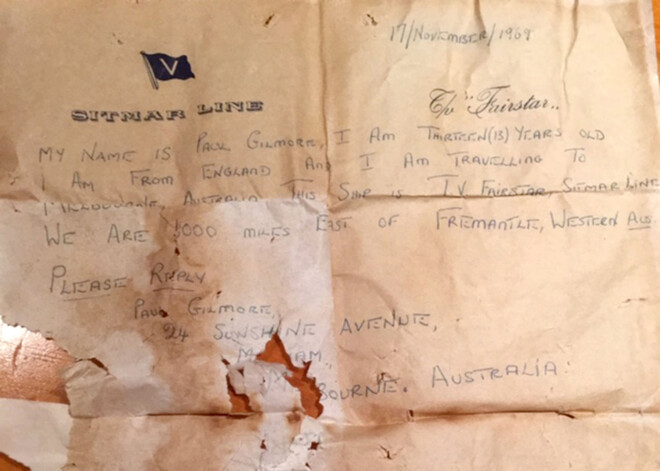 17/NOVEMBER/1969
V
SITMAR LINE
T/v "Fairstar"
MY NAME IS PAUL GILMORE, I AM THIRTEEN (13) YEARS OLD
I AM FROM ENGLAND AND I AM TRAVELLING TO
MELBOURNE, AUSTRALIA THIS SHIP IS T.V FAIRSTAR, SITMAR LINE
WE ARE 1000 MILES EAST OF FREMANTLE, WESTERN AUS.
PLEASE REPLY
PAUL GILMORE,
24 SUNSHINE AVENUE,
BOURNE. AUSTRALIA.